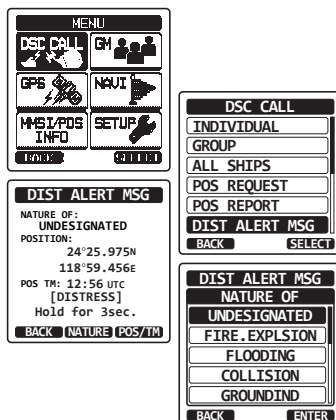 MENU
DSC CALL
GM
GPS
NAVI
MMSI/POS
INFO
SETUP
BACK
SELECT
DIST ALERT MSG
NATURE OF:
UNDESIGNATED
POSITION:
24°25.975N
118°59.456E
POS TM: 12:56 UTC
[DISTRESS]
Hold for 3sec.
BACK NATURE POS/TM
DSC CALL
INDIVIDUAL
GROUP
ALL SHIPS
POS REQUEST
POS REPORT
DIST ALERT MSG
BACK SELECT
DIST ALERT MSG
NATURE OF
UNDESIGNATED
FIRE.EXPLSION
FLOODING
COLLISION
GROUNDIND
BACK ENTER